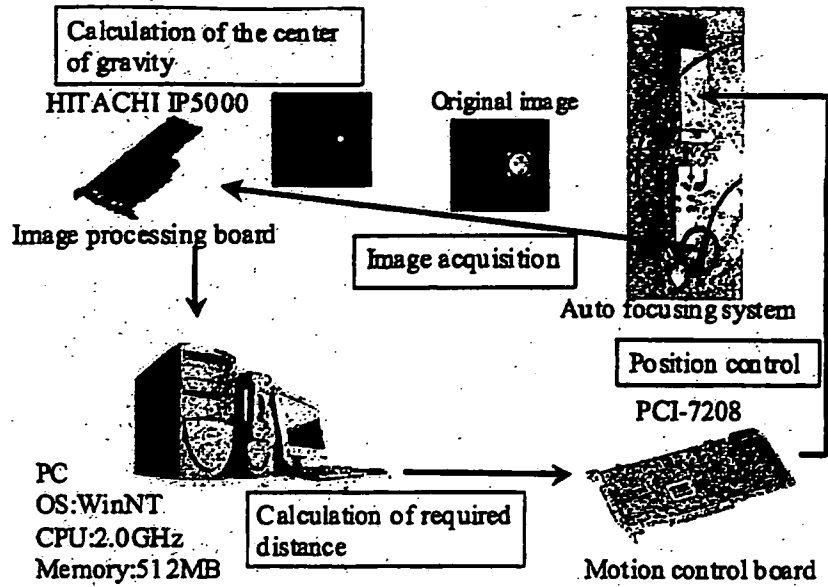 Calculation of the center
of gravity
HITACHI IP5000
Original image
Image processing board
Image acquisition
Auto focusing system
Position control
PCI-7208
PC
OS:WinNT
CPU:2.0GHz
Memory:512MB
Calculation of required
distance
Motion control board